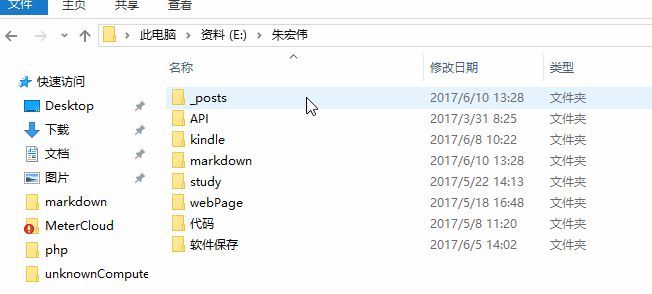 文件 主页 共享 查看
此电脑 › 资料 (E:) › 朱宏伟
名称 修改日期 类型
快速访问
Desktop
下载
文档
图片
markdown
MeterCloud
php
unknownCompute
_posts 2017/6/10 13:28 文件夹
API 2017/3/31 8:25 文件夹
kindle 2017/6/8 10:22 文件夹
markdown 2017/6/10 13:28 文件夹
study 2017/5/22 14:13 文件夹
webPage 2017/5/18 16:48 文件夹
代码 2017/5/8 11:20 文件夹
软件保存 2017/6/5 14:02 文件夹